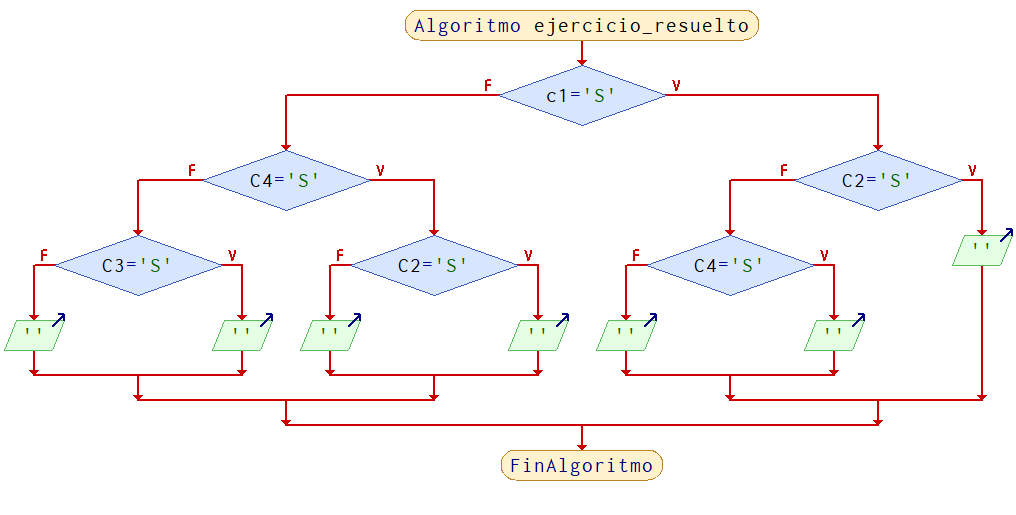 Algoritmo ejercicio_resuelto
F
c1='S'
V
F
C4='S'
V
F
C2='S'
V
F
C3='S'
V
F
C2='S'
V
F
C4='S'
V
''
''
''
''
''
''
''
FinAlgoritmo